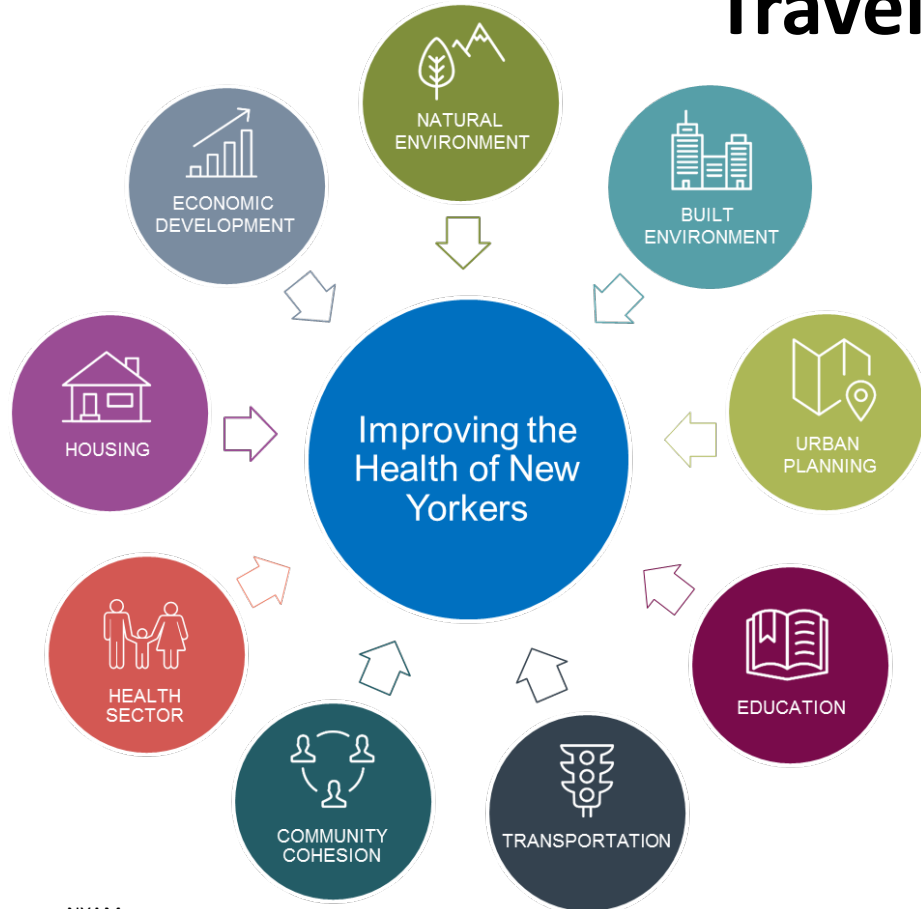 Travel
NATURAL
ENVIRONMENT
ECONOMIC
DEVELOPMENT
BUILT
ENVIRONMENT
HOUSING
Improving the
Health of New
Yorkers
URBAN
PLANNING
HEALTH
SECTOR
EDUCATION
COMMUNITY
COHESION
TRANSPORTATION